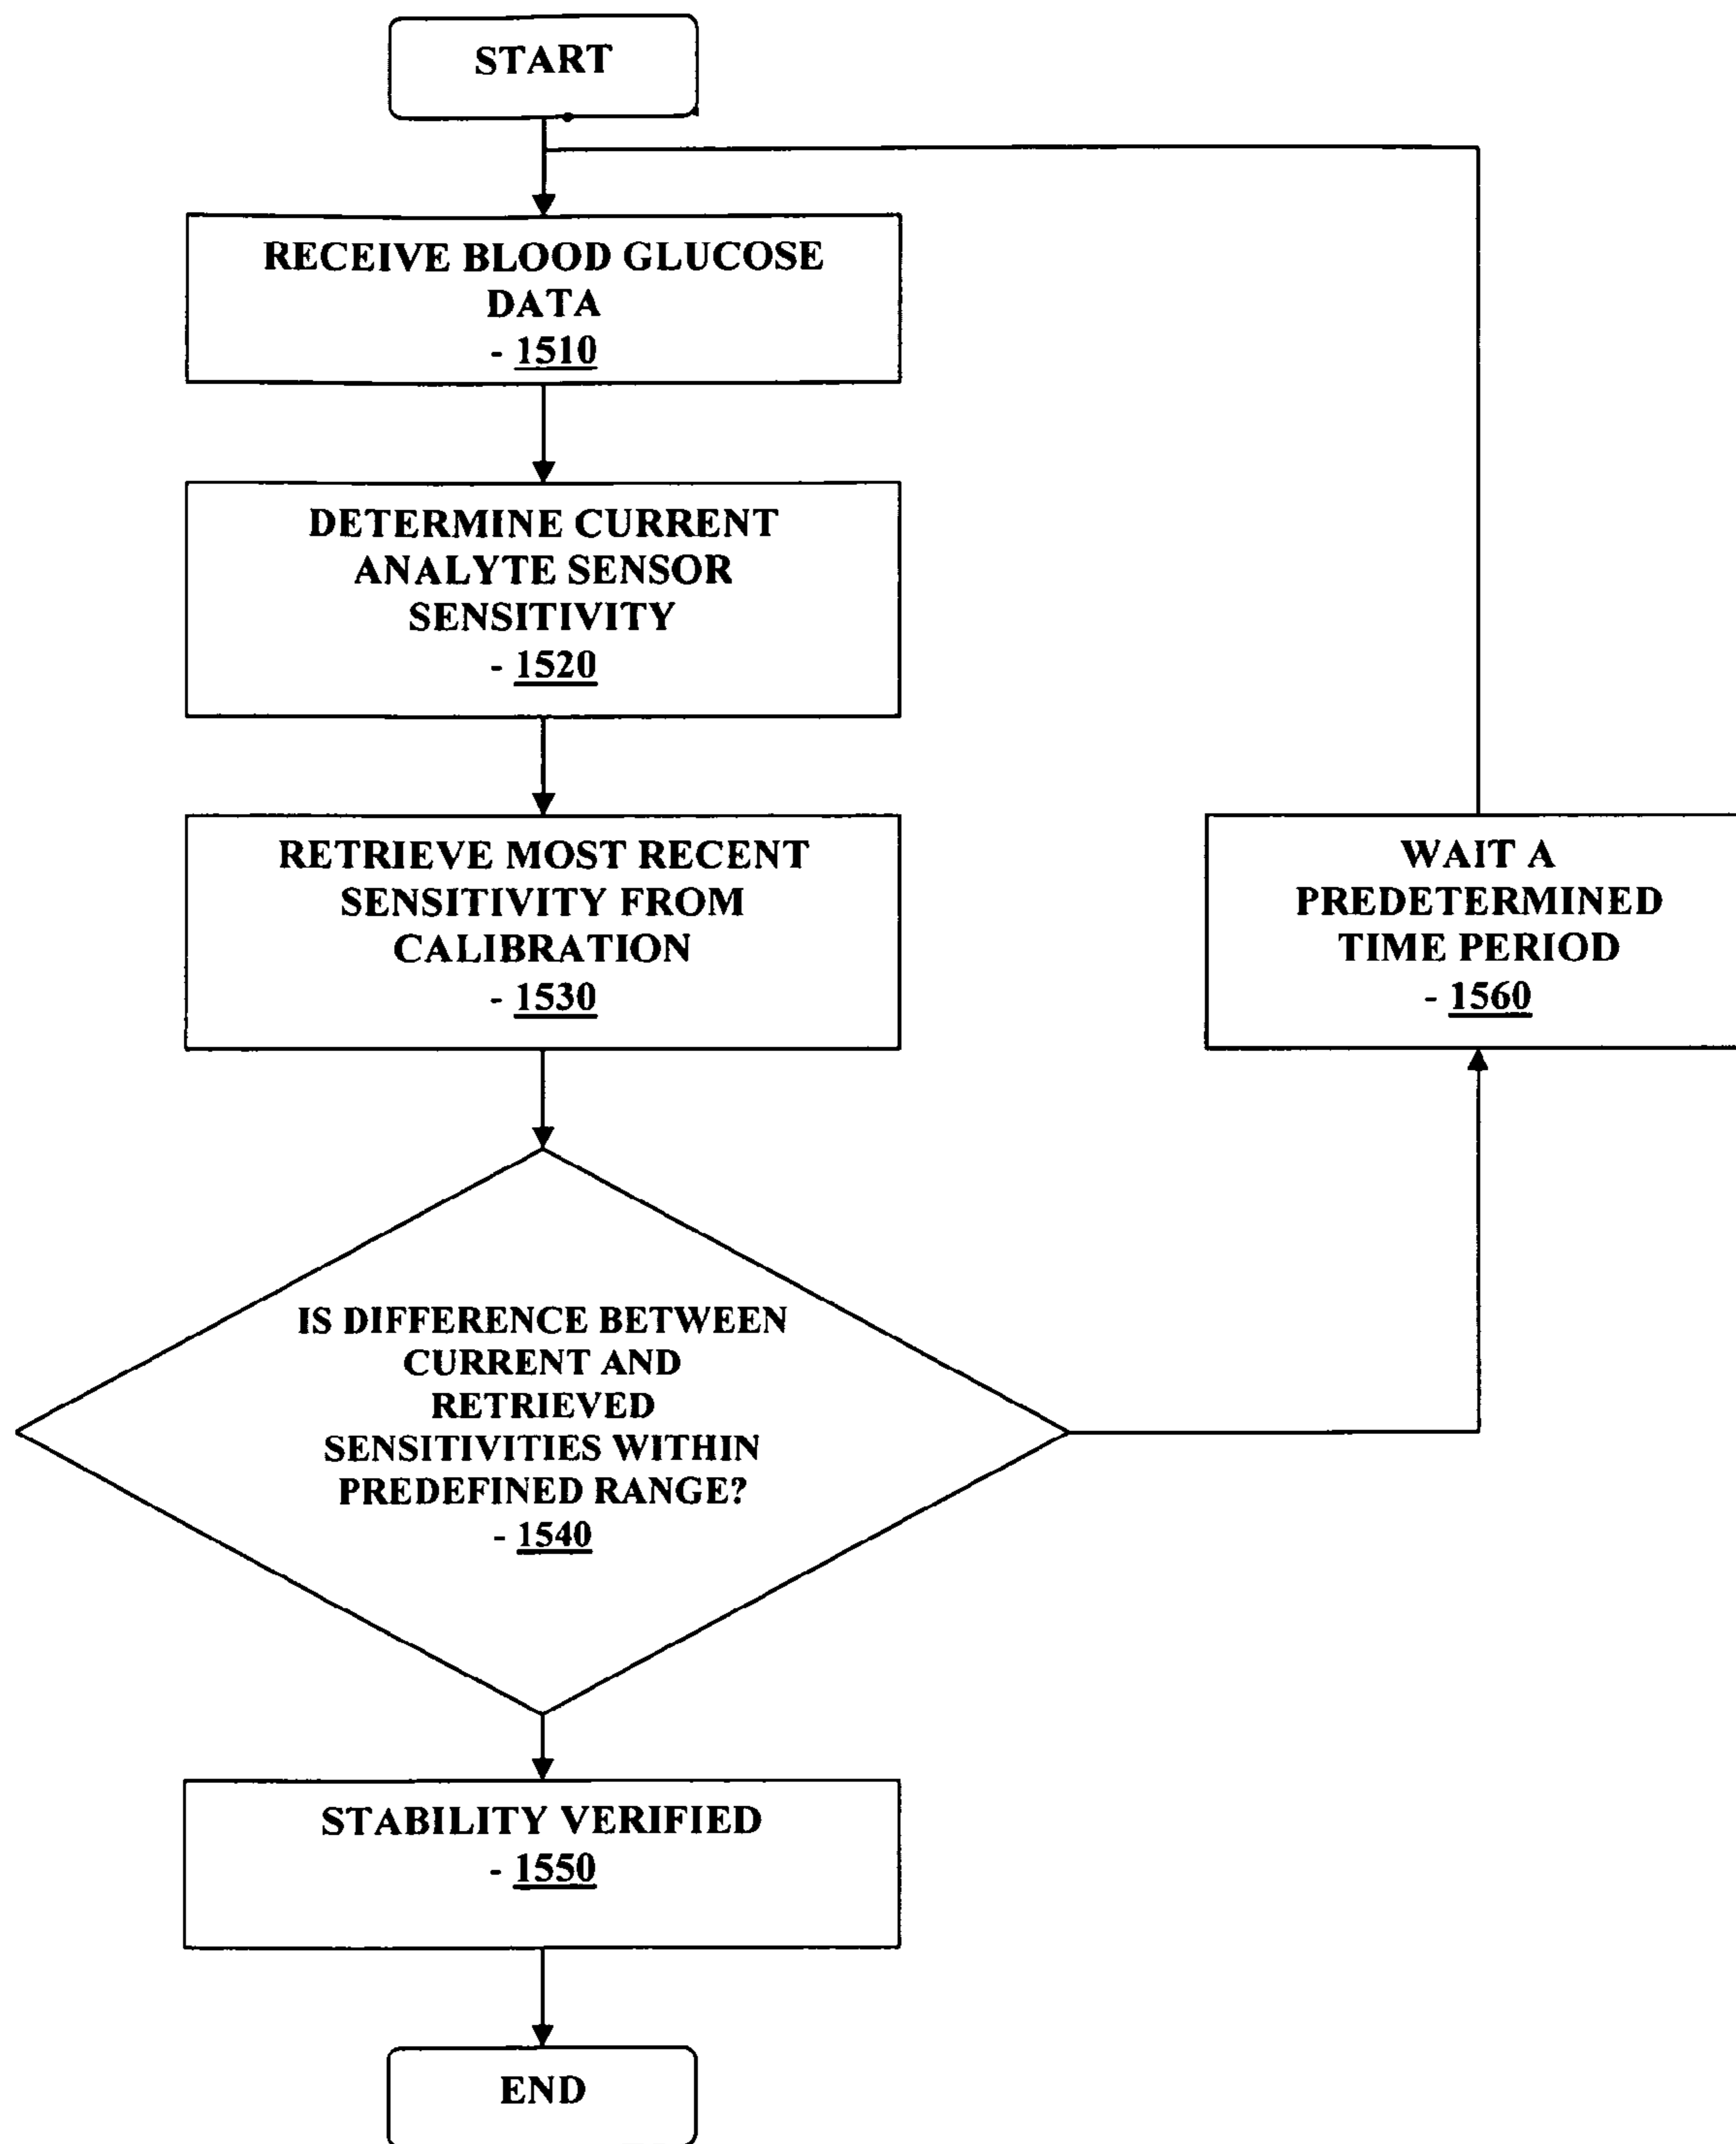 START
RECEIVE BLOOD GLUCOSE
DATA
- 1510
DETERMINE CURRENT
ANALYTE SENSOR
SENSITIVITY
- 1520
RETRIEVE MOST RECENT
SENSITIVITY FROM
CALIBRATION
- 1530
WAIT A
PREDETERMINED
TIME PERIOD
- 1560
IS DIFFERENCE BETWEEN
CURRENT AND
RETRIEVED
SENSITIVITIES WITHIN
PREDEFINED RANGE?
- 1540
STABILITY VERIFIED
- 1550
END